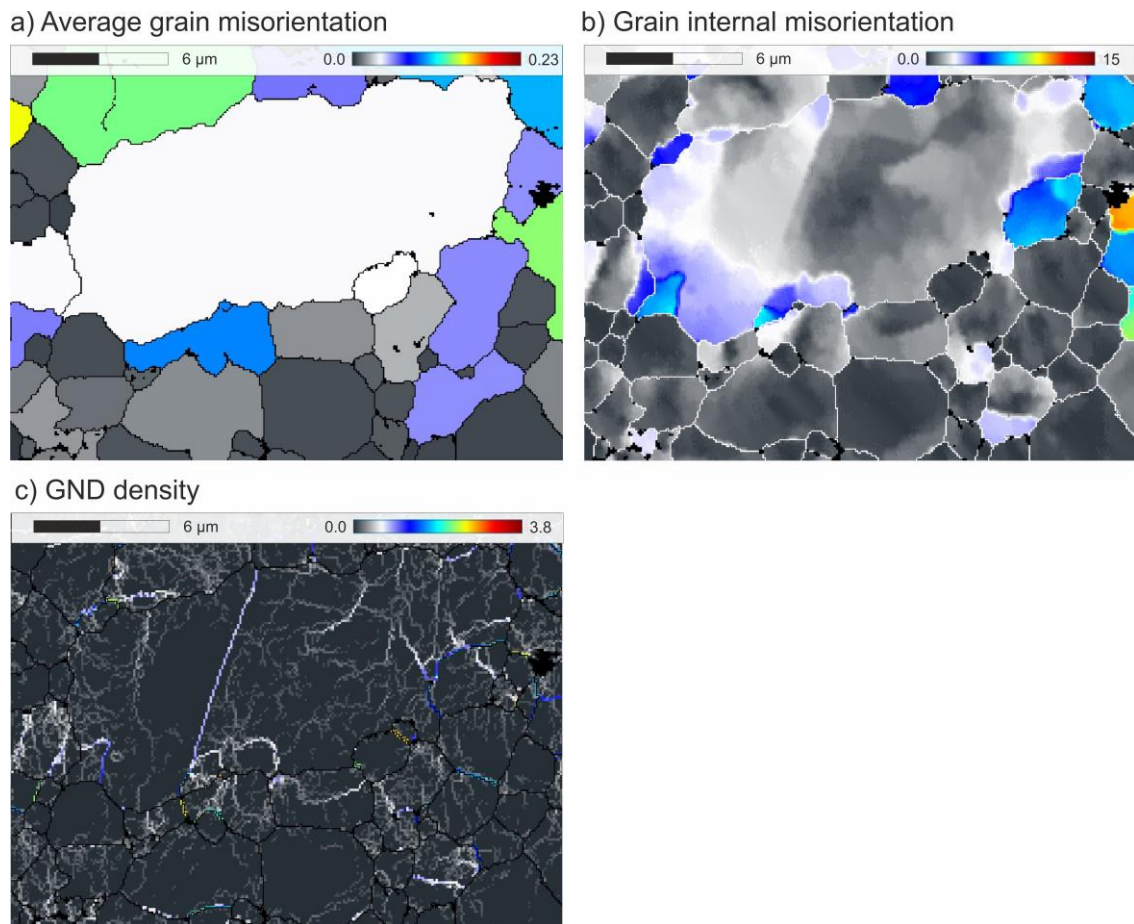 a) Average grain misorientation
b) Grain internal misorientation
6 µm 0.0 0.23
6 µm 0.0 15
c) GND density
6 µm 0.0 3.8